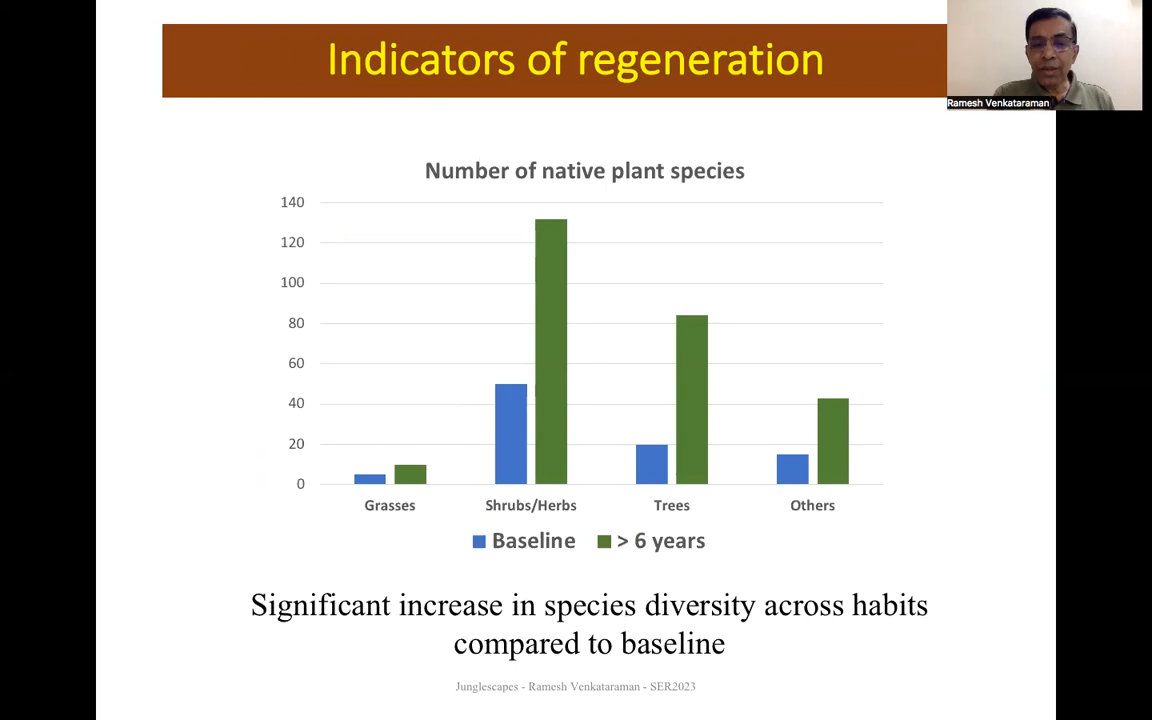 Indicators of regeneration
Ramesh Venkataraman
Number of native plant species
140
120
100
80
60
40
20
0
Grasses
Shrubs/Herbs
Trees
Others
Baseline
> 6 years
Significant increase in species diversity across habits
compared to baseline
Junglescapes - Ramesh Venkataraman - SER2023